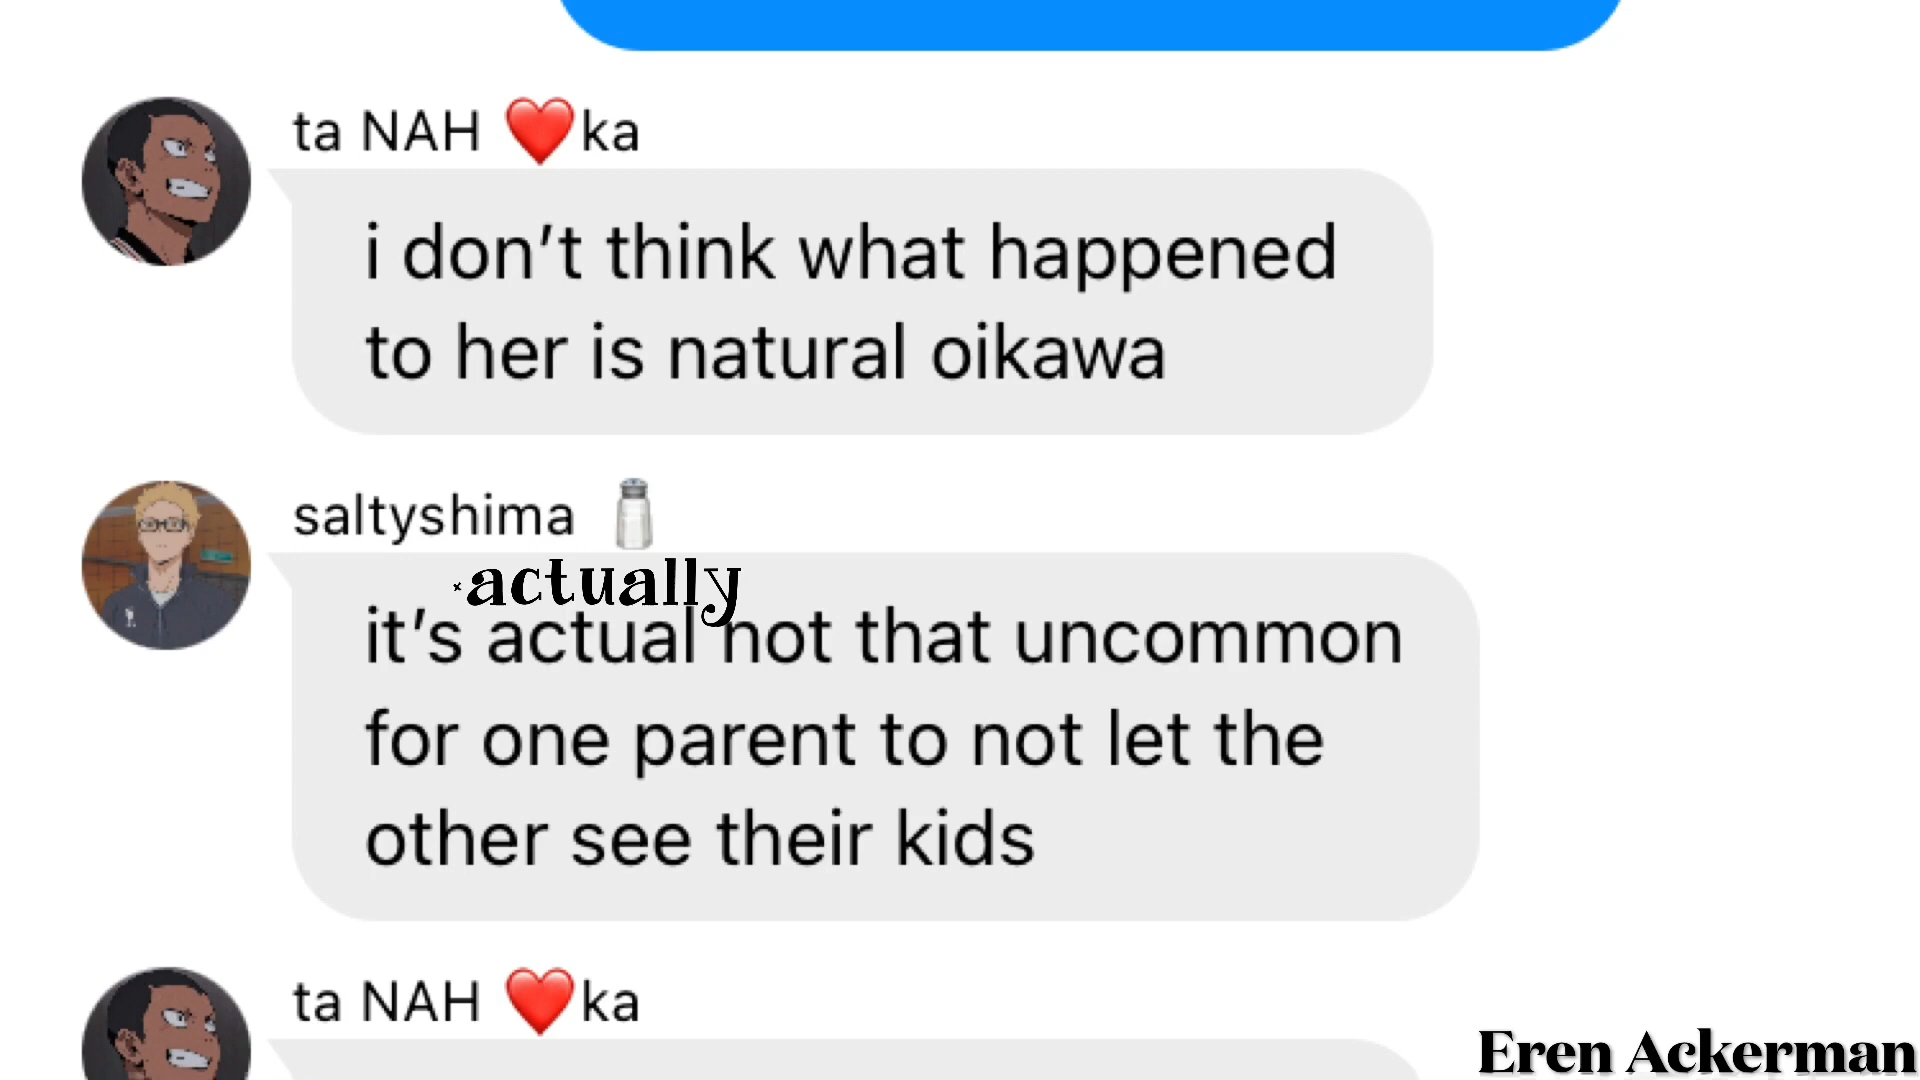 ta NAH ❤️ka
i don’t think what happened
to her is natural oikawa
saltyshima 🧂
*actually
it’s actual not that uncommon
for one parent to not let the
other see their kids
ta NAH ❤️ka
Eren Ackerman